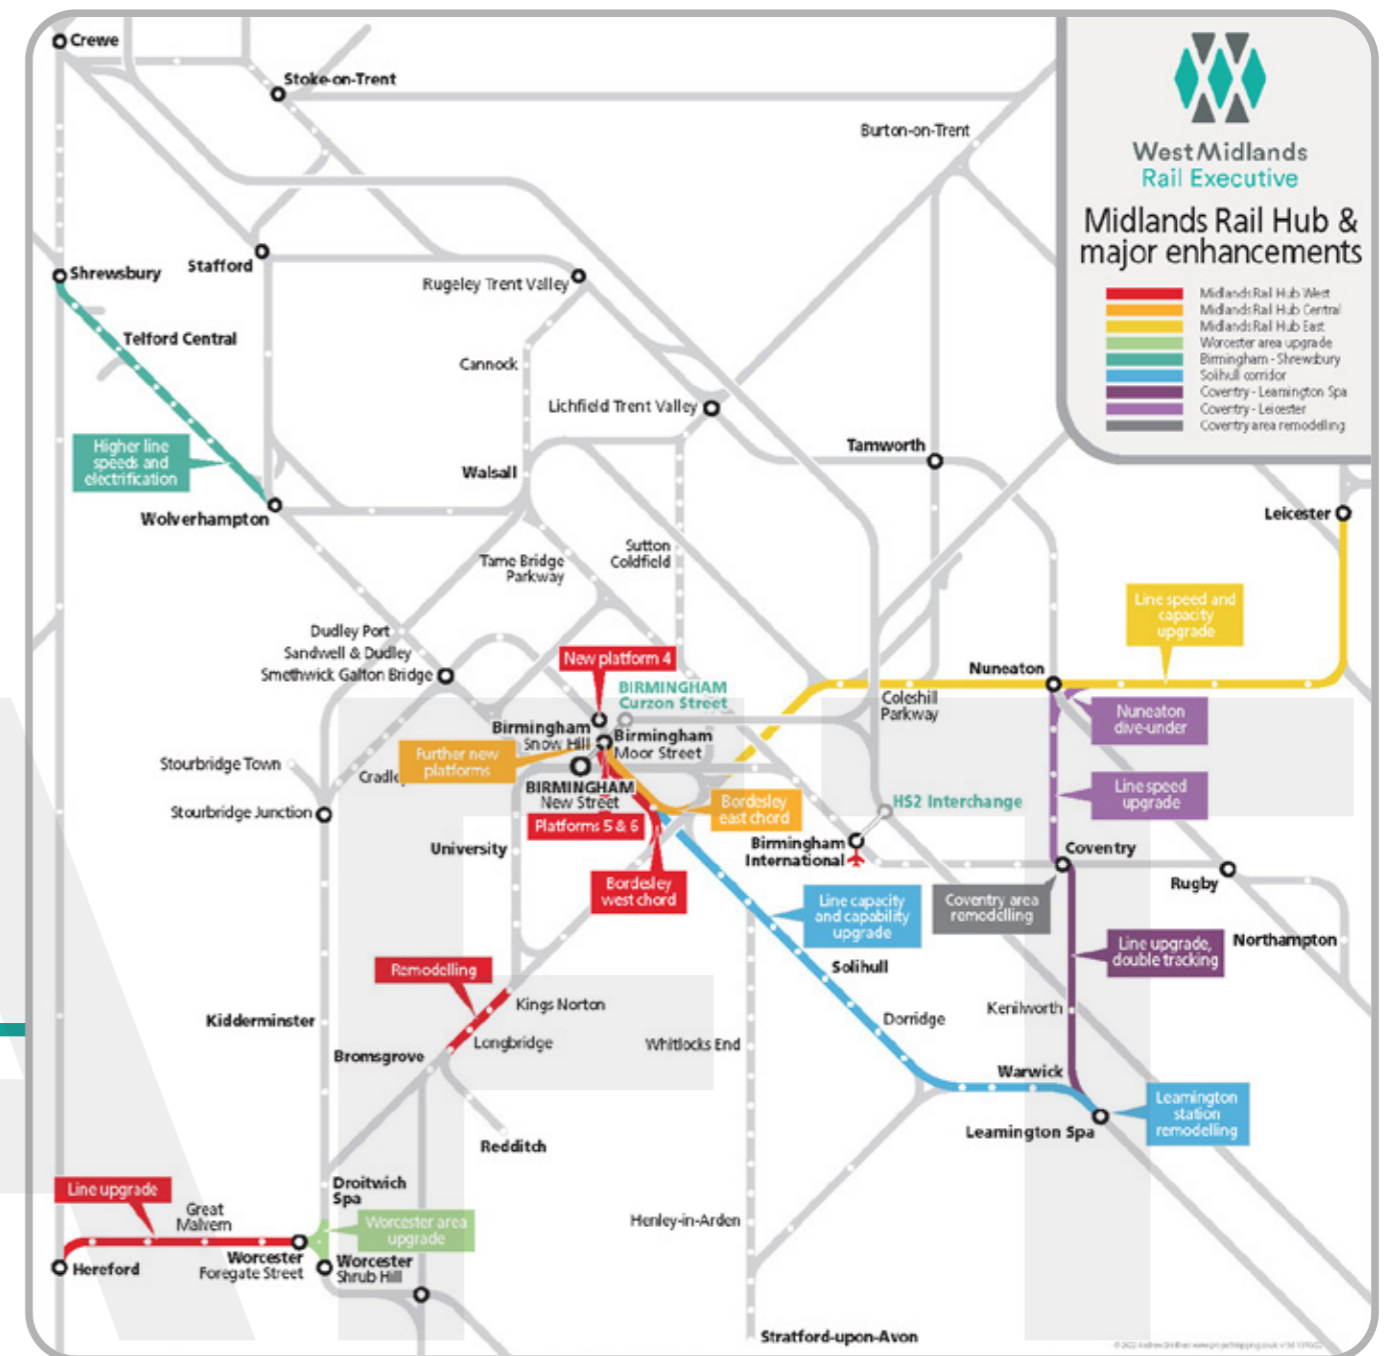 Crewe
Stoke-on-Trent
Burton-on-Trent
West Midlands
Rail Executive
Midlands Rail Hub &
major enhancements
Midlands Rail Hub West
Midlands Rail Hub Central
Midlands Rail Hub East
Worcester area upgrade
Birmingham - Shrewsbury
Solihull corridor
Coventry - Leamington Spa
Coventry - Leicester
Coventry area remodelling
Shrewsbury
Stafford
Rugeley Trent Valley
Telford Central
Cannock
Lichfield Trent Valley
Tamworth
Higher line
speeds and
electrification
Walsall
Wolverhampton
Leicester
Tame Bridge
Parkway
Sutton
Coldfield
Line speed and
capacity
upgrade
Dudley Port
Sandwell & Dudley
Smethwick Galton Bridge
New platform 4
BIRMINGHAM
Curzon Street
Nuneaton
Coleshill
Parkway
Nuneaton
dive-under
Birmingham
Snow Hill
Birmingham
Moor Street
Further new
platforms
Stourbridge Town
Cradle
BIRMINGHAM
New Street
Line speed
upgrade
Bordesley
east chord
HS2 Interchange
Stourbridge Junction
Platforms 5 & 6
University
Birmingham
International
Coventry
Rugby
Bordesley
west chord
Line capacity
and capability
upgrade
Coventry area
remodelling
Line upgrade,
double tracking
Northampton
Remodelling
Solihull
Kings Norton
Kidderminster
Longbridge
Dorridge
Kenilworth
Bromsgrove
Whitlocks End
Warwick
Leamington
station
remodelling
Leamington Spa
Redditch
Droitwich
Spa
Line upgrade
Great
Malvern
Worcester area
upgrade
Henley-in-Arden
Hereford
Worcester
Foregate Street
Worcester
Shrub Hill
Stratford-upon-Avon